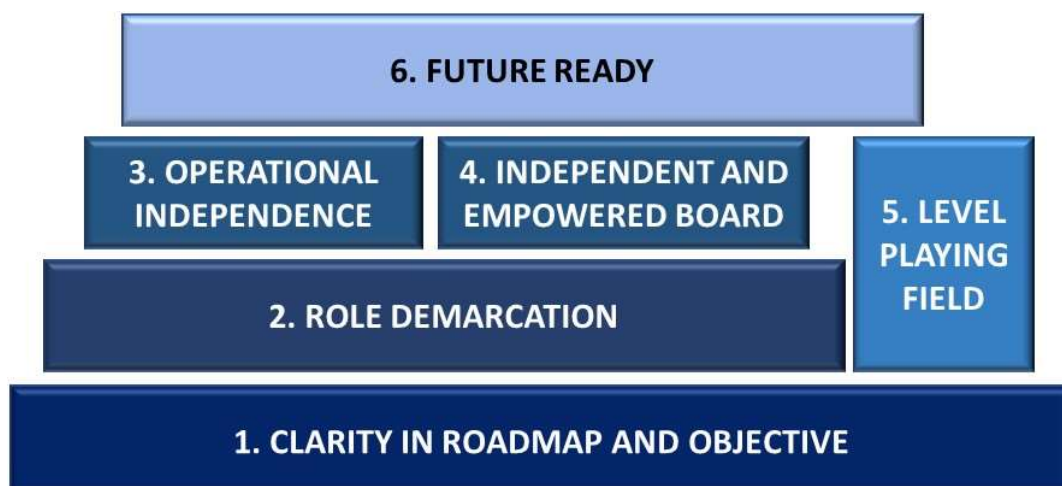 6. FUTURE READY
3. OPERATIONAL
INDEPENDENCE
4. INDEPENDENT AND
EMPOWERED BOARD
5. LEVEL
PLAYING
FIELD
2. ROLE DEMARCATION
1. CLARITY IN ROADMAP AND OBJECTIVE